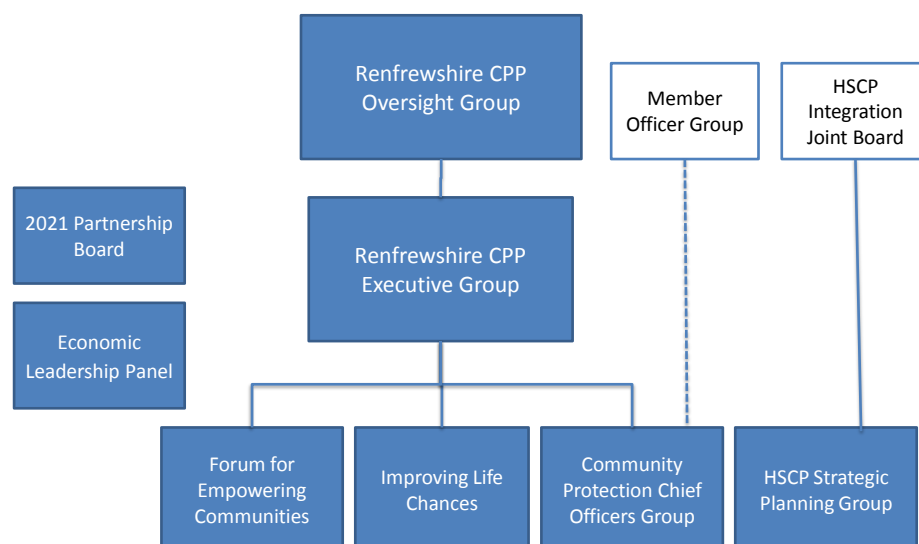 Renfrewshire CPP
Oversight Group
Member
Officer Group
HSCP
Integration
Joint Board
2021 Partnership
Board
Renfrewshire CPP
Executive Group
Economic
Leadership Panel
Forum for
Empowering
Communities
Improving Life
Chances
Community
Protection Chief
Officers Group
HSCP Strategic
Planning Group